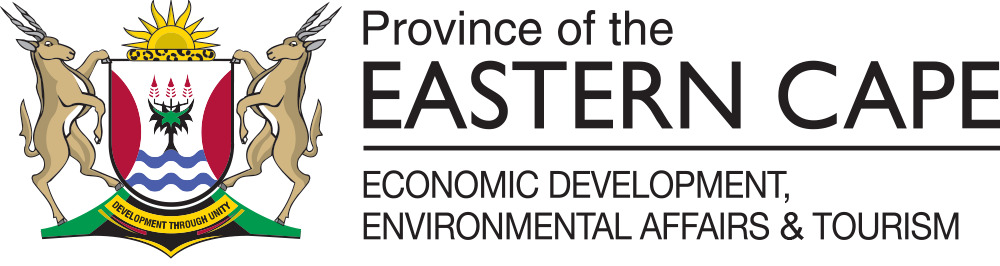 DEVELOPMENT THROUGH UNITY
Province of the
EASTERN CAPE
ECONOMIC DEVELOPMENT,
ENVIRONMENTAL AFFAIRS & TOURISM